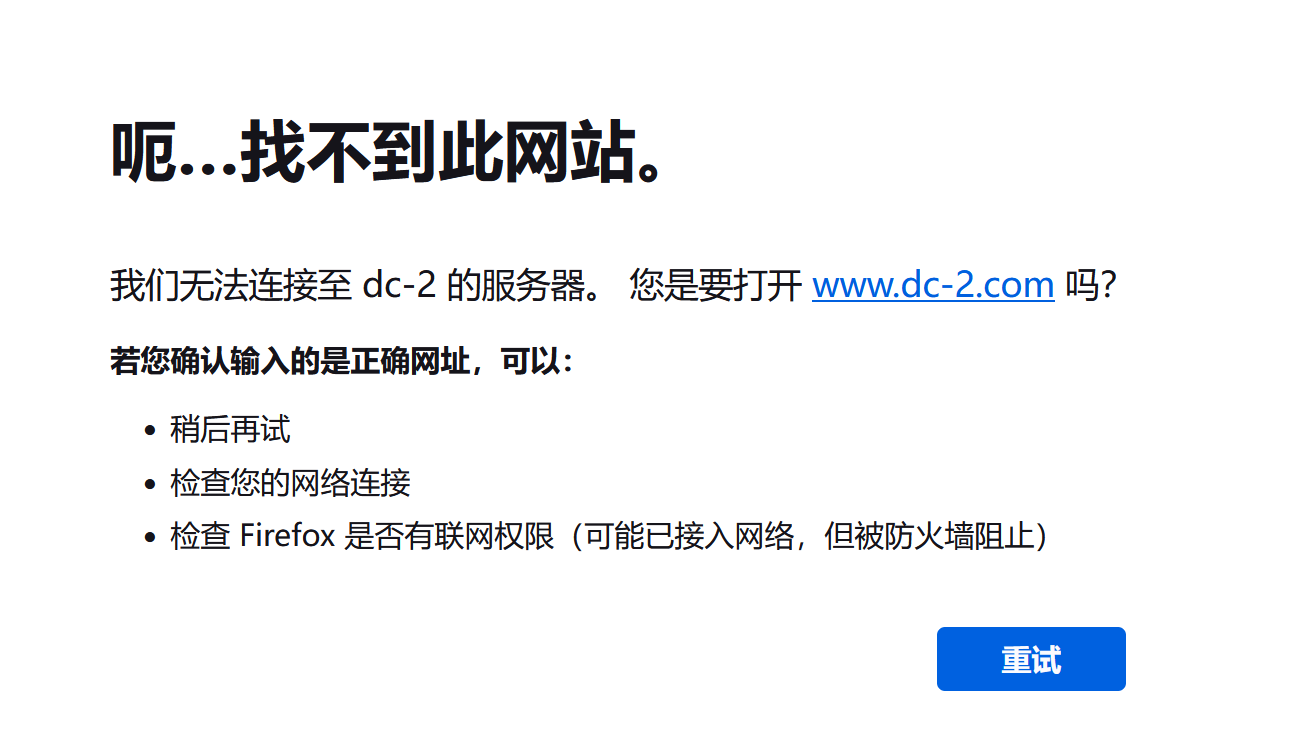 呃…找不到此网站。
我们无法连接至 dc-2 的服务器。 您是要打开 www.dc-2.com 吗?
若您确认输入的是正确网址，可以：
• 稍后再试
• 检查您的网络连接
• 检查 Firefox 是否有联网权限（可能已接入网络，但被防火墙阻止）
重试